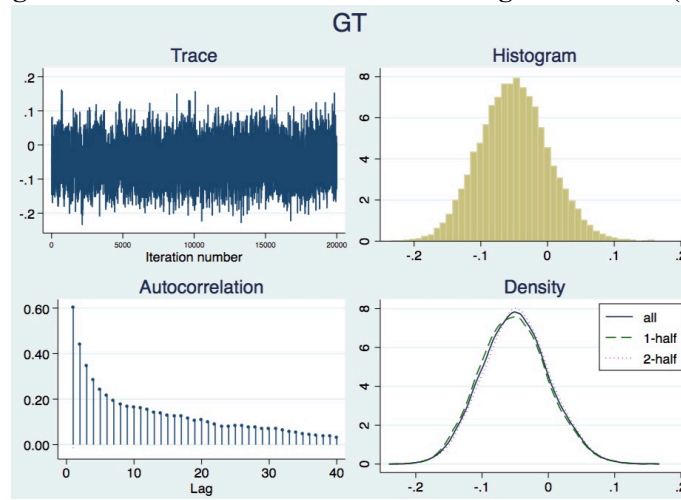 GT
Trace
.2
.1
0
-.1
-.2
0 5000 10000 15000 20000
Iteration number
Histogram
8
6
4
2
0
-.2 -.1 0 .1 .2
Autocorrelation
0.60
0.40
0.20
0.00
0 10 20 30 40
Lag
Density
8
6
4
2
0
-.2 -.1 0 .1 .2
all
1-half
2-half